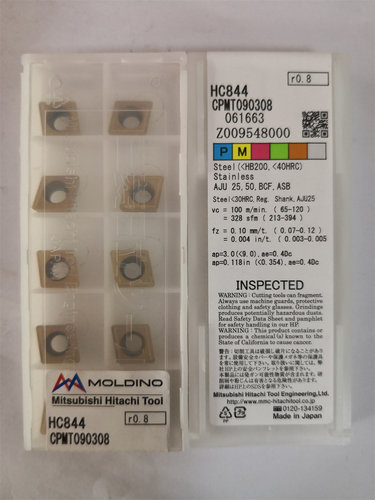 MOLDINO
Mitsubishi Hitachi Tool
HC844
r0.8
CPMT090308
r0.8
HC844
CPMT090308
061663
Z009548000
P M
Steel(<HB200,<40HRC)
Stainless
AJU 25,50,BCF,ASB
Steel<30HRC,Reg. Shank,AJU25
vc = 100 m/min. ( 65-120 )
= 328 sfm (213-394 )
fz = 0.10 mm/t. ( 0.07-0.12 )
= 0.004 in/t. ( 0.003-0.005
ap=3.0(<9.0),ae=0.4Dc
ap=0.118in (<0.354),ae=0.4Dc
INSPECTED
WARNING : Cutting tools can fragment.
Always use machine guards, protective
clothing and safety glasses. Grindings
produces potentially hazardous dusts.
Read Safety Data Sheet and pamphlet
for safety handling in our HP.
WARNING : This product contains or
produces a chemical(s) known to the
State of California to cause cancer.
Mitsubishi Hitachi Tool Engineering,Ltd.
http://www.mmc-hitachitool.co.jp
0120-134159
Made in Japan